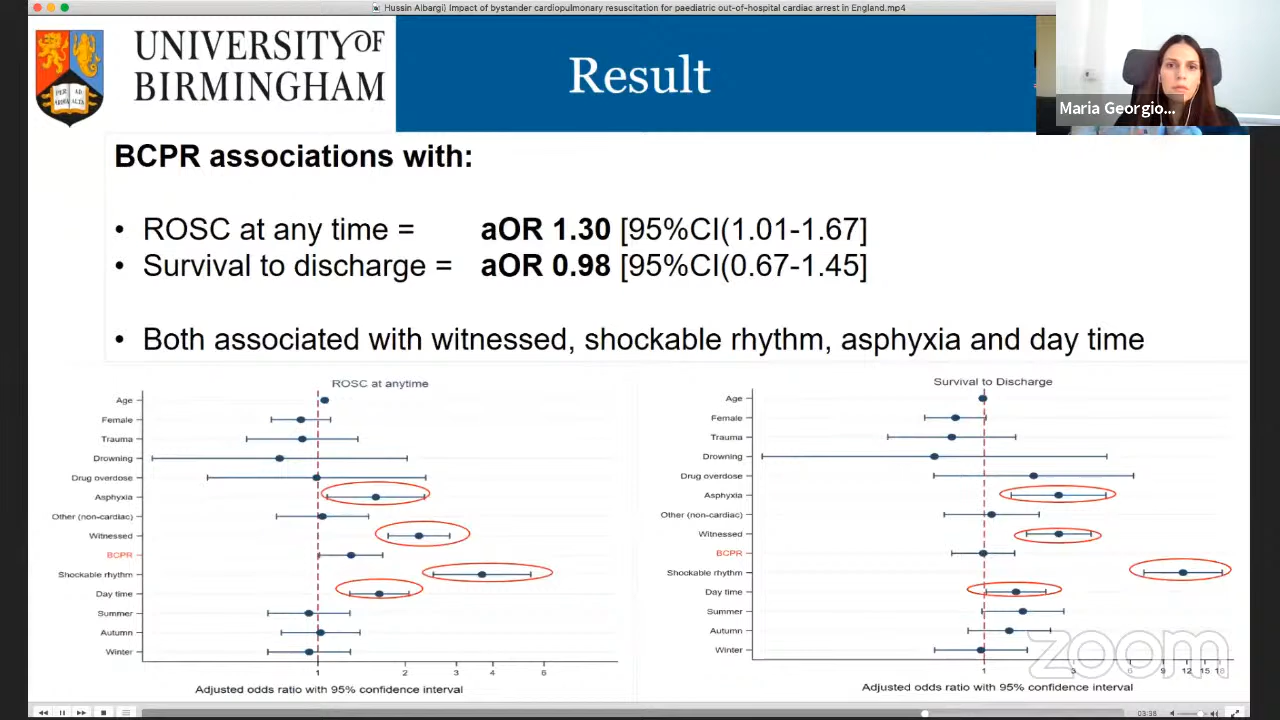 Hussin Albargi) Impact of bystander cardiopulmonary resuscitation for paediatric out-of-hospital cardiac arrest in England.mp4
UNIVERSITY OF
BIRMINGHAM
PER AD
ARDUA ALTA
Result
Maria Georgio...
BCPR associations with:
• ROSC at any time = aOR 1.30 [95%CI(1.01-1.67]
• Survival to discharge = aOR 0.98 [95%CI(0.67-1.45]
• Both associated with witnessed, shockable rhythm, asphyxia and day time
ROSC at anytime
Age
Female
Trauma
Drowning
Drug overdose
Asphyxia
Other (non-cardiac)
Witnessed
BCPR
Shockable rhythm
Day time
Summer
Autumn
Winter
1 2 3 4 6
Adjusted odds ratio with 95% confidence interval
Survival to Discharge
Age
Female
Trauma
Drowning
Drug overdose
Asphyxia
Other (non-cardiac)
Witnessed
BCPR
Shockable rhythm
Day time
Summer
Autumn
Winter
1 3 6 9 12 15 18
Adjusted odds ratio with 95% confidence interval
zoom
03:38